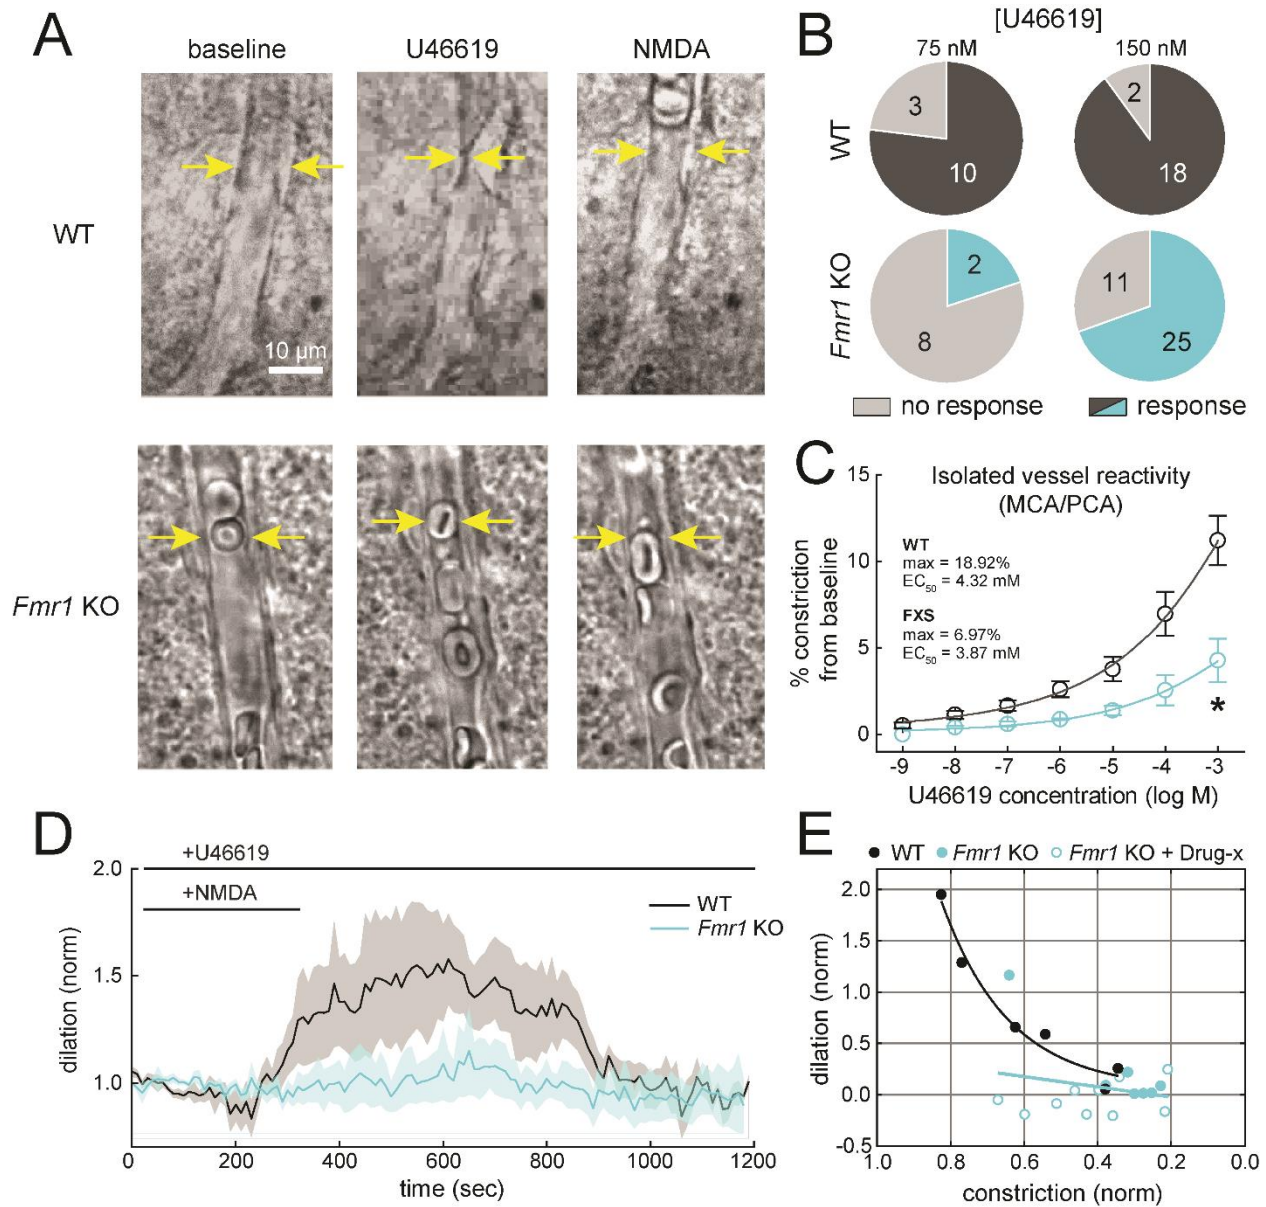 A
baseline U46619 NMDA
WT
10 µm
Fmr1 KO
B
[U46619]
75 nM 150 nM
WT
3 10 2 18
Fmr1 KO
2 8 11 25
no response response
C
Isolated vessel reactivity
(MCA/PCA)
WT
max = 18.92%
EC50 = 4.32 mM
FXS
max = 6.97%
EC50 = 3.87 mM
% constriction
from baseline
15
10
5
0
*
-9 -8 -7 -6 -5 -4 -3
U46619 concentration (log M)
D
+U46619
+NMDA
WT
Fmr1 KO
dilation (norm)
2.0
1.5
1.0
0 200 400 600 800 1000 1200
time (sec)
E
WT Fmr1 KO Fmr1 KO + Drug-x
dilation (norm)
2.0
1.5
1.0
0.5
0.0
-0.5
1.0 0.8 0.6 0.4 0.2 0.0
constriction (norm)